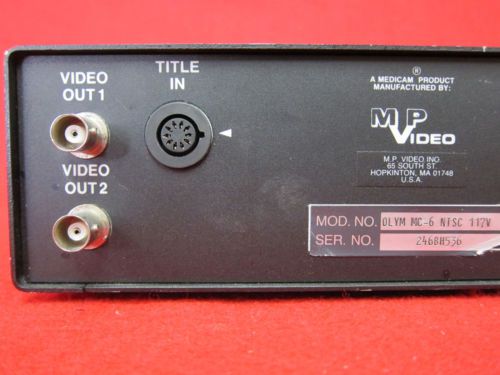 VIDEO
OUT 1
TITLE
IN
VIDEO
OUT 2
®
A MEDICAM PRODUCT
MANUFACTURED BY:
MP
VIDEO
M.P. VIDEO INC.
65 SOUTH ST.
HOPKINTON, MA 01748
U.S.A.
MOD. NO. OLYM MC-6 NTSC 117V
SER. NO. 246BH536